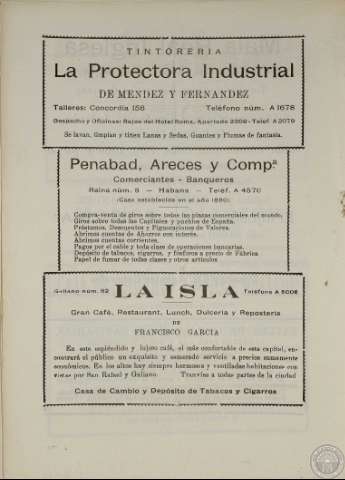 TINTORERIA
La Protectora Industrial
DE MENDEZ Y FERNANDEZ
Talleres: Concordia 156 Teléfono núm. A 1678
Despacho y Oficinas: Bajos del Hotel Roma. Apartado 2309 - Telef. A 2079
Se lavan, limpian y tiñen Lanas y Sedas, Guantes y Plumas de fantasía.
Penabad, Areces y Compª
Comerciantes - Banqueros
Reina núm. 5 - Habana - Teléf. A 4570
(Casa establecida en el año 1890)
Compra-venta de giros sobre todas las plazas comerciales del mundo.
Giros sobre todas las Capitales y pueblos de España.
Préstamos, Descuentos y Pignoraciones de Valores.
Abrimos cuentas de Ahorros con interés.
Abrimos cuentas corrientes.
Pagos por el cable y toda clase de operaciones bancarias.
Depósito de tabacos, cigarros, y fósforos a precio de Fábrica
Papel de fumar de todas clases y otros artículos
Galiano núm. 82 LA ISLA Teléfono A 5006
Gran Café, Restaurant, Lunch, Dulcería y Repostería
DE
FRANCISCO GARCIA
En este espléndido y lujoso café, el más confortable de esta capital, en-
contrará el público un exquisito y esmerado servicio a precios sumamente
económicos. En los altos hay siempre hermosas y ventiladas habitaciones con
vistas por San Rafael y Galiano. Tranvías a todas partes de la ciudad
Casa de Cambio y Depósito de Tabacos y Cigarros